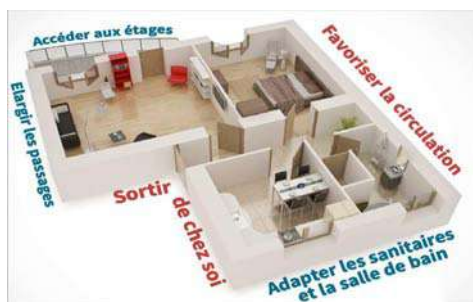 Accéder aux étages
Favoriser la circulation
Elargir les passages
Sortir
de chez soi
Adapter les sanitaires
et la salle de bain